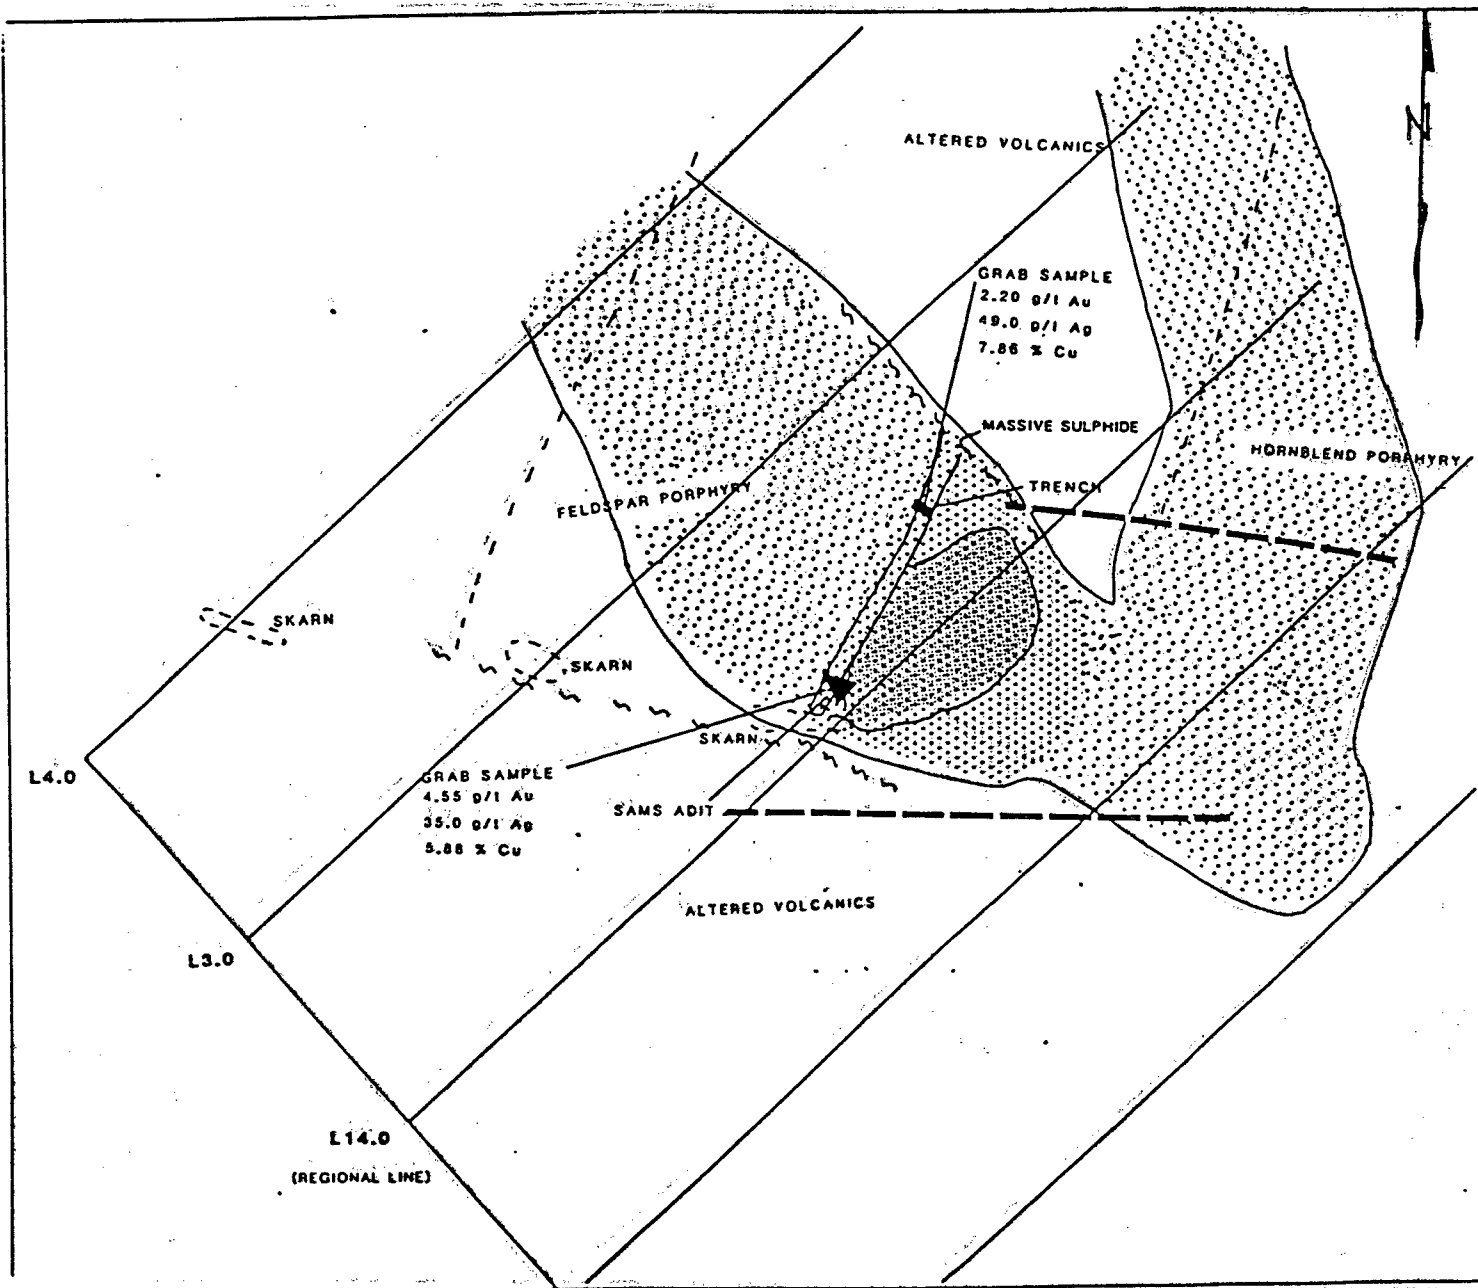 N
ALTERED VOLCANICS
GRAB SAMPLE
2.20 g/t Au
49.0 g/t Ag
7.86 % Cu
MASSIVE SULPHIDE
HORNBLEND PORPHYRY
TRENCH
FELDSPAR PORPHYRY
SKARN
SKARN
SKARN
L4.0
GRAB SAMPLE
4.55 g/t Au
35.0 g/t Ag
5.88 % Cu
SAMS ADIT
ALTERED VOLCANICS
L3.0
L14.0
(REGIONAL LINE)